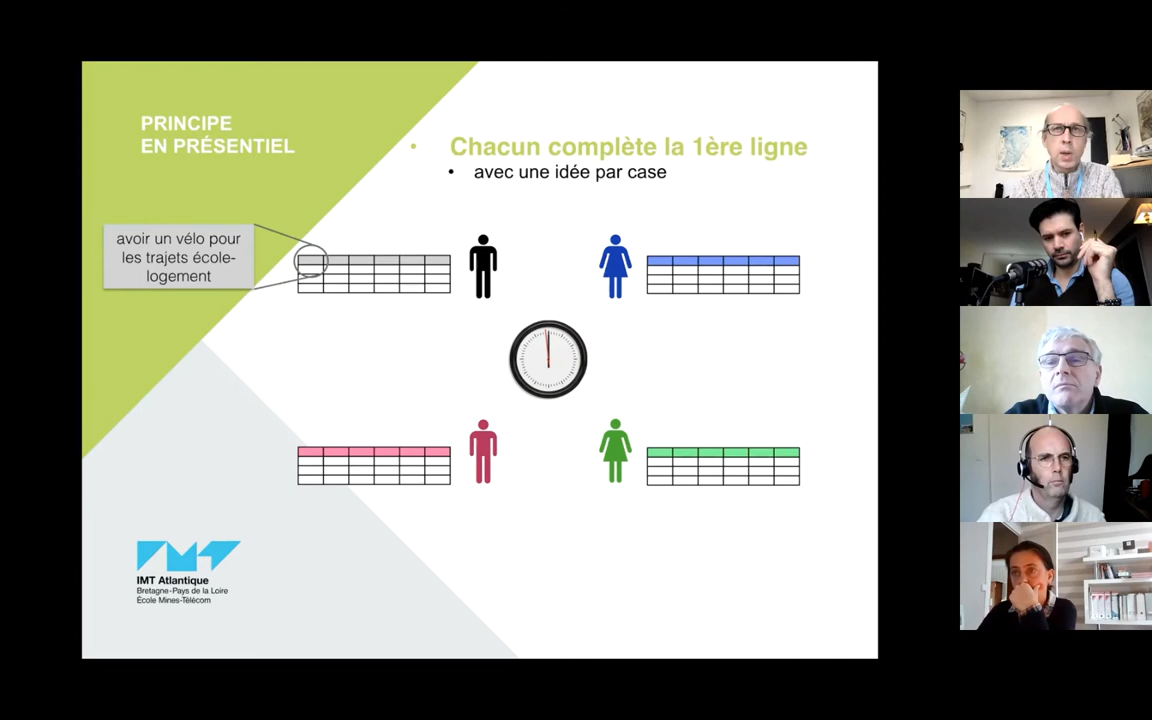 PRINCIPE
EN PRÉSENTIEL
• Chacun complète la 1ère ligne
• avec une idée par case
avoir un vélo pour
les trajets école-
logement
IMT Atlantique
Bretagne-Pays de la Loire
École Mines-Télécom